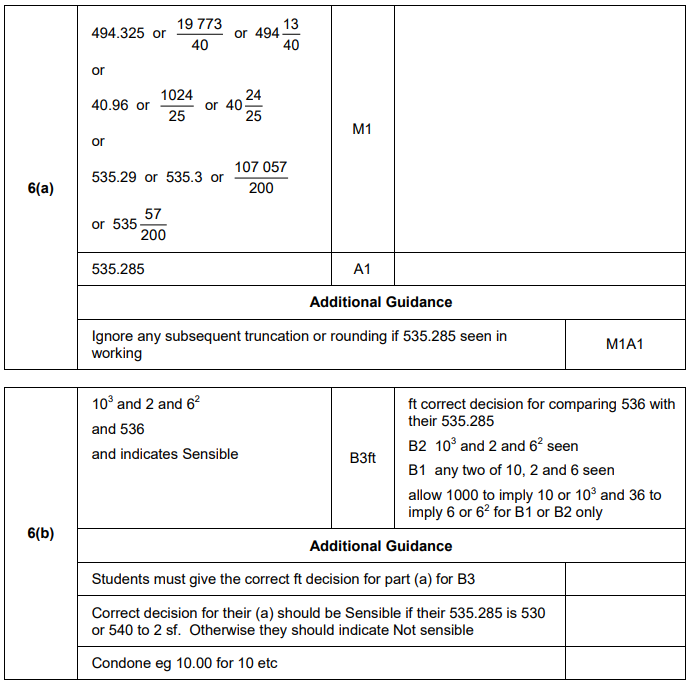 494.325 or 19 773/40 or 494 13/40
or
40.96 or 1024/25 or 40 24/25
or
M1
535.29 or 535.3 or 107 057/200
6(a)
or 535 57/200
535.285 A1
Additional Guidance
Ignore any subsequent truncation or rounding if 535.285 seen in
working
M1A1
10³ and 2 and 6²
and 536
and indicates Sensible
B3ft
ft correct decision for comparing 536 with
their 535.285
B2 10³ and 2 and 6² seen
B1 any two of 10, 2 and 6 seen
allow 1000 to imply 10 or 10³ and 36 to
imply 6 or 6² for B1 or B2 only
6(b)
Additional Guidance
Students must give the correct ft decision for part (a) for B3
Correct decision for their (a) should be Sensible if their 535.285 is 530
or 540 to 2 sf. Otherwise they should indicate Not sensible
Condone eg 10.00 for 10 etc